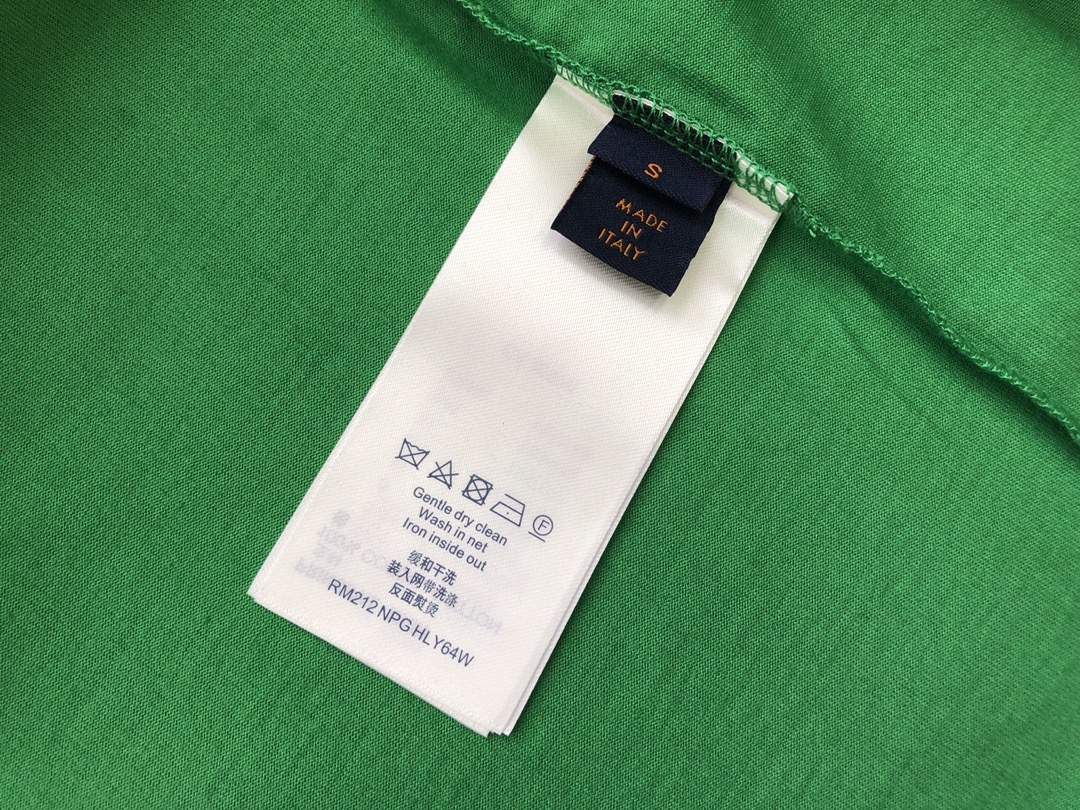 S
MADE
IN
ITALY
F
Gentle dry clean
Wash in net
Iron inside out
缓和干洗
装入网带洗涤
反面熨烫
RM212 NPG HLY64W